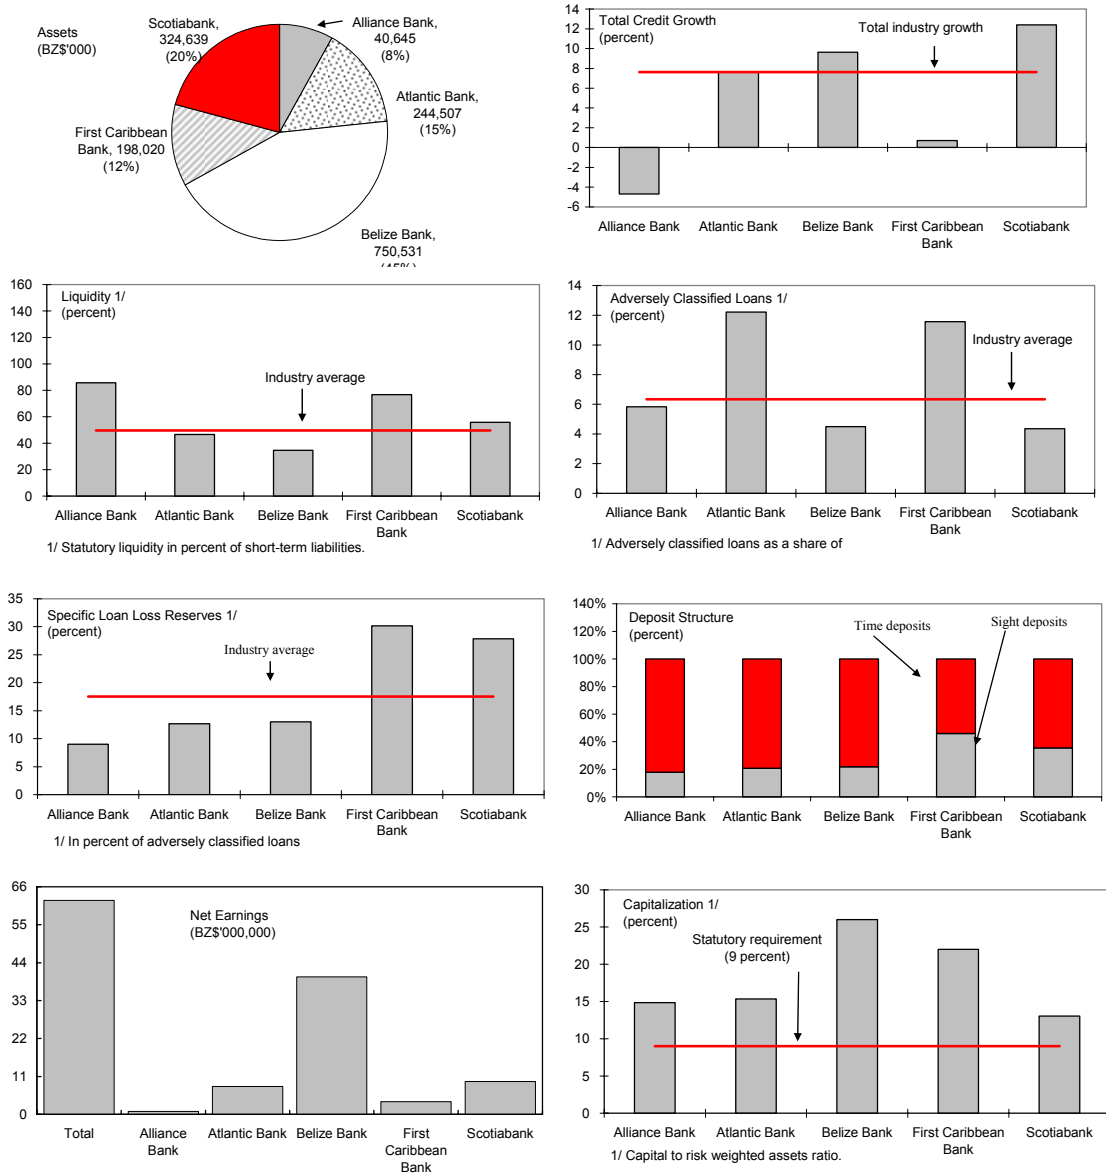 Assets
(BZ$'000)
Scotiabank,
324,639
(20%)
Alliance Bank,
40,645
(8%)
Atlantic Bank,
244,507
(15%)
First Caribbean
Bank, 198,020
(12%)
Belize Bank,
750,531
(45%)
Total Credit Growth
(percent)
Total industry growth
14
12
10
8
6
4
2
0
-2
-4
-6
Alliance Bank
Atlantic Bank
Belize Bank
First Caribbean
Bank
Scotiabank
Liquidity 1/
(percent)
Industry average
160
140
120
100
80
60
40
20
0
Alliance Bank
Atlantic Bank
Belize Bank
First Caribbean
Bank
Scotiabank
1/ Statutory liquidity in percent of short-term liabilities.
Adversely Classified Loans 1/
(percent)
Industry average
14
12
10
8
6
4
2
0
Alliance Bank
Atlantic Bank
Belize Bank
First Caribbean
Bank
Scotiabank
1/ Adversely classified loans as a share of
Specific Loan Loss Reserves 1/
(percent)
Industry average
35
30
25
20
15
10
5
0
Alliance Bank
Atlantic Bank
Belize Bank
First Caribbean
Bank
Scotiabank
1/ In percent of adversely classified loans
Deposit Structure
(percent)
Time deposits
Sight deposits
140%
120%
100%
80%
60%
40%
20%
0%
Alliance Bank
Atlantic Bank
Belize Bank
First Caribbean
Bank
Scotiabank
Net Earnings
(BZ$'000,000)
66
55
44
33
22
11
0
Total
Alliance
Bank
Atlantic Bank
Belize Bank
First
Caribbean
Bank
Scotiabank
Capitalization 1/
(percent)
Statutory requirement
(9 percent)
30
25
20
15
10
5
0
Alliance Bank
Atlantic Bank
Belize Bank
First Caribbean
Bank
Scotiabank
1/ Capital to risk weighted assets ratio.